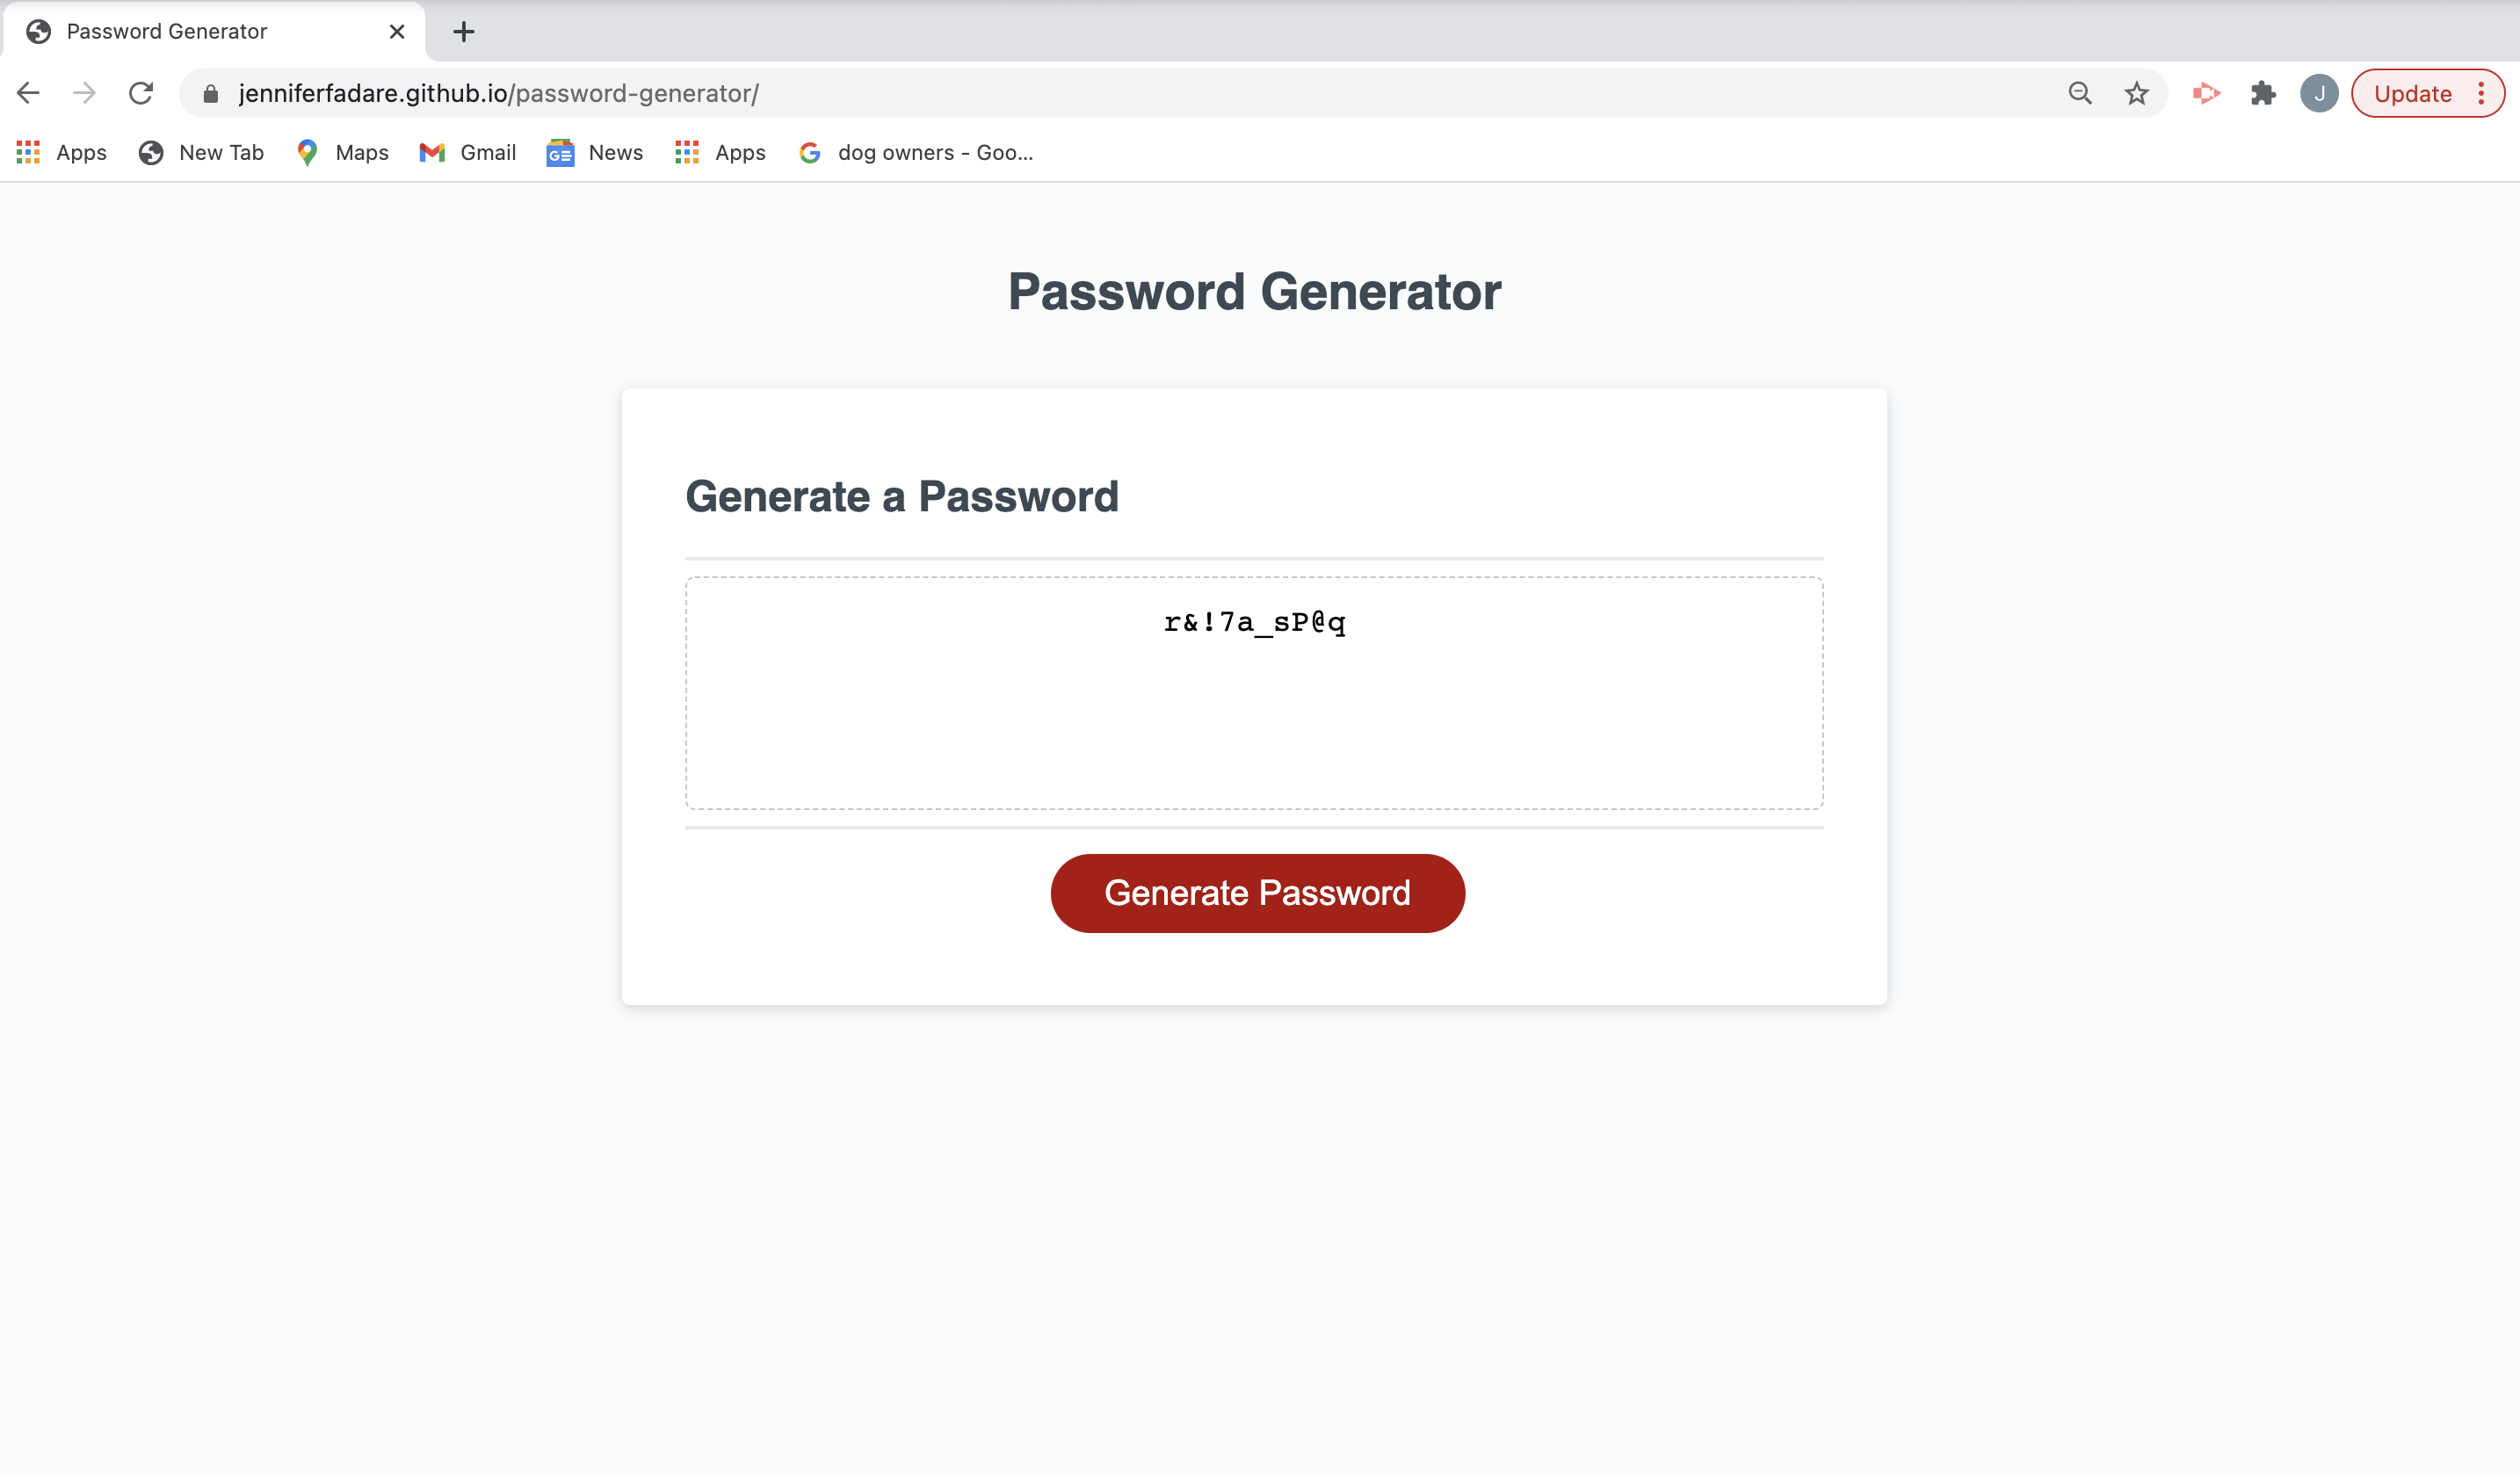 Password Generator
jenniferfadare.github.io/password-generator/
J
Update
Apps New Tab Maps Gmail News Apps dog owners - Goo...
Password Generator
Generate a Password
r&!7a_sP@q
Generate Password